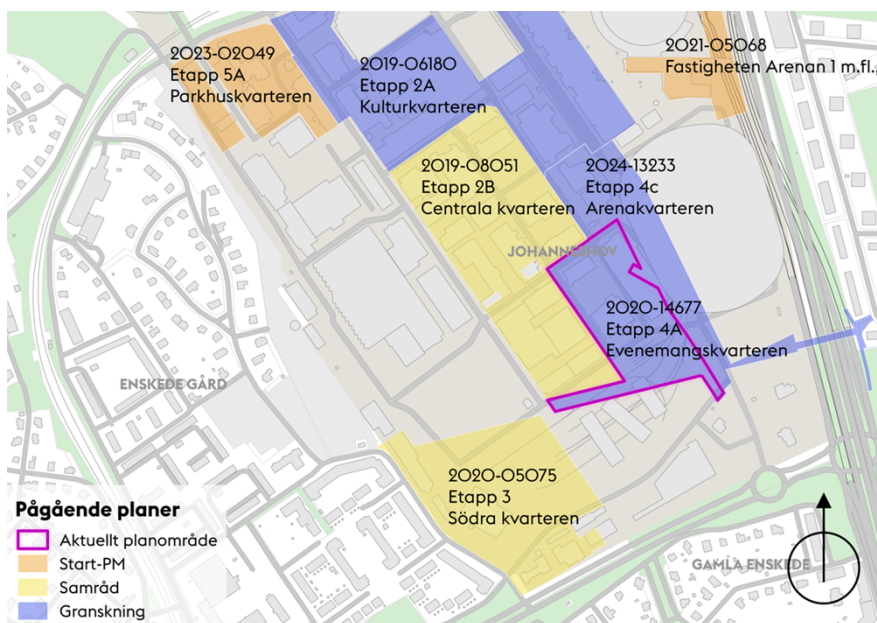 2023-02049
Etapp 5A
Parkhuskvarteren
2019-06180
Etapp 2A
Kulturkvarteren
2021-05068
Fastigheten Arenan 1 m.fl.,
2019-08051
Etapp 2B
Centrala kvarteren
2024-13233
Etapp 4c
Arenakvarteren
JOHANNESHOV
2020-14677
Etapp 4A
Evenemangskvarteren
ENSKEDE GÅRD
2020-05075
Etapp 3
Södra kvarteren
GAMLA ENSKEDE
Pågående planer
Aktuellt planområde
Start-PM
Samråd
Granskning